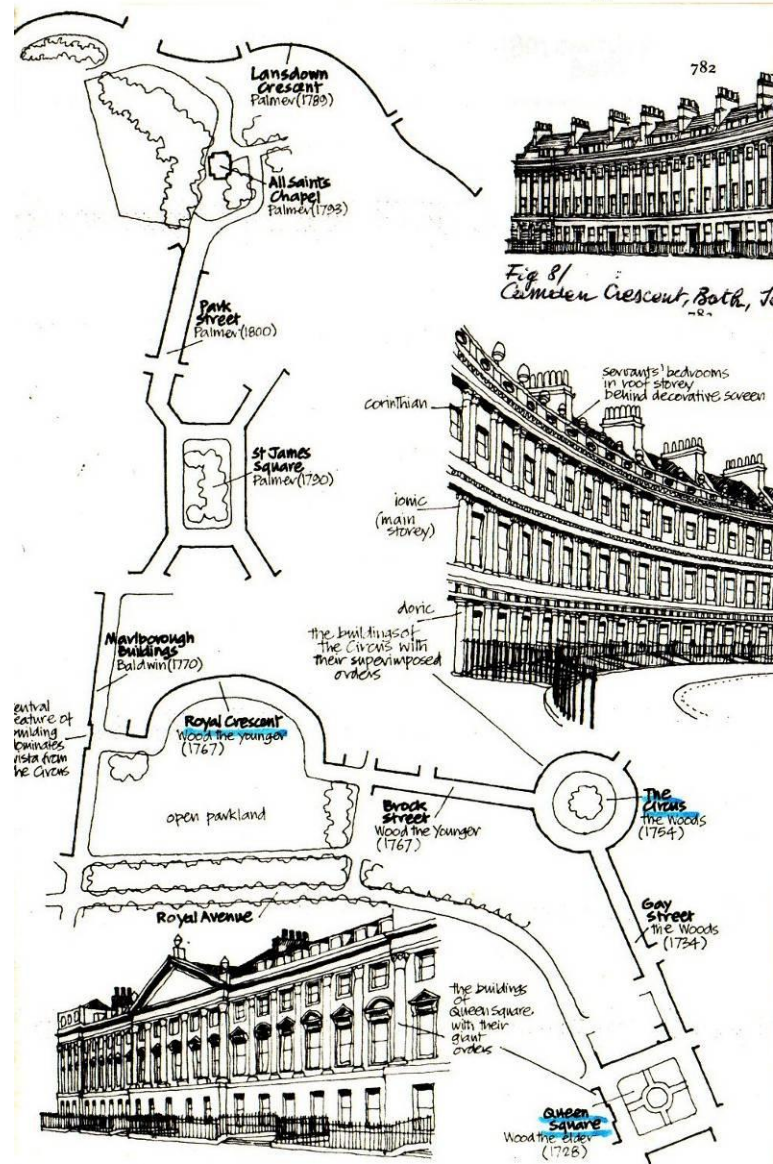 Lansdown
Crescent
Palmer (1789)
782
All Saints
Chapel
Palmer (1793)
Fig 8/
Camden Crescent, Bath,
Park
Street
Palmer (1800)
servants' bedrooms
in roof storey
behind decorative screen
corinthian
St James
Square
Palmer (1790)
ionic
(main
storey)
doric
the buildings of
the Circus with
their superimposed
orders
Marlborough
Buildings
Baldwin (1770)
entral
eature of
building
dominates
vista from
the Circus
Royal Crescent
Wood the younger
(1767)
open parkland
Brock
Street
Wood the Younger
(1767)
The
Circus
the Woods
(1754)
Royal Avenue
Gay
Street
the Woods
(1734)
the buildings
of
Queen Square
with their
giant
orders
Queen
Square
Wood the elder
(1728)